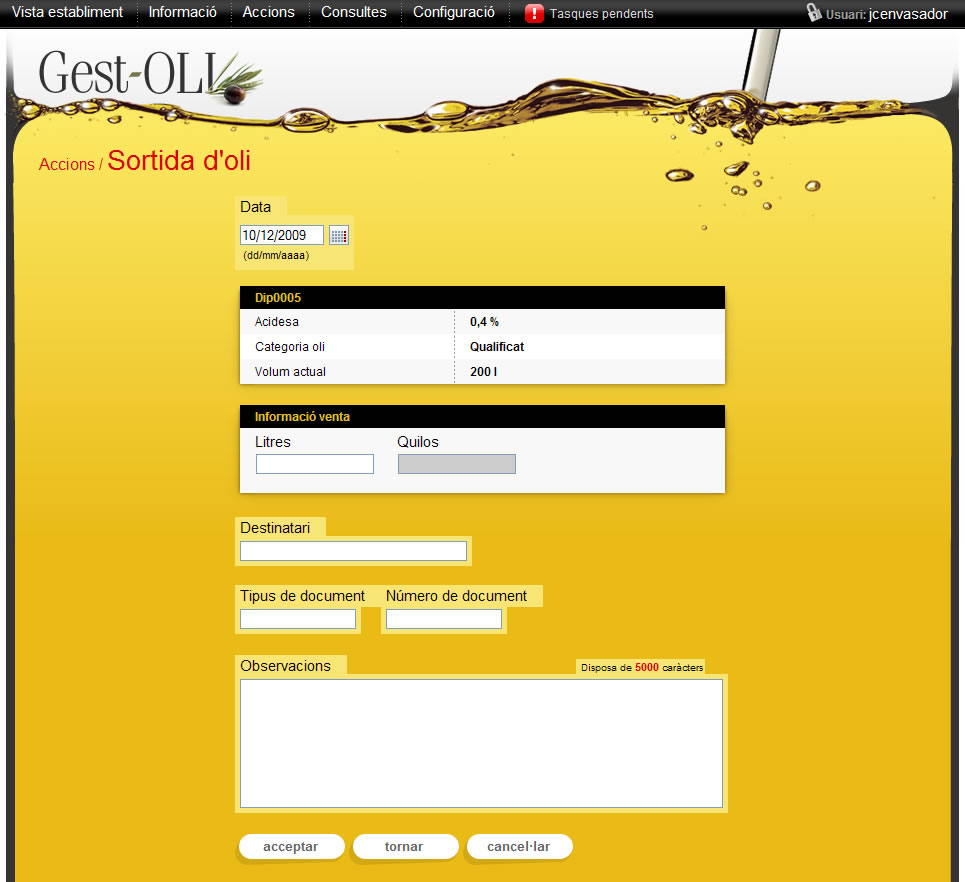 Vista establiment Informació Accions Consultes Configuració ! Tasques pendents Usuari: jcenvasador
Gest-OLI
Accions / Sortida d'oli
Data
10/12/2009
(dd/mm/aaaa)
Dip0005
Acidesa 0,4 %
Categoria oli Qualificat
Volum actual 200 l
Informació venta
Litres Quilos
Destinatari
Tipus de document Número de document
Observacions Disposa de 5000 caràcters
acceptar tornar cancel·lar